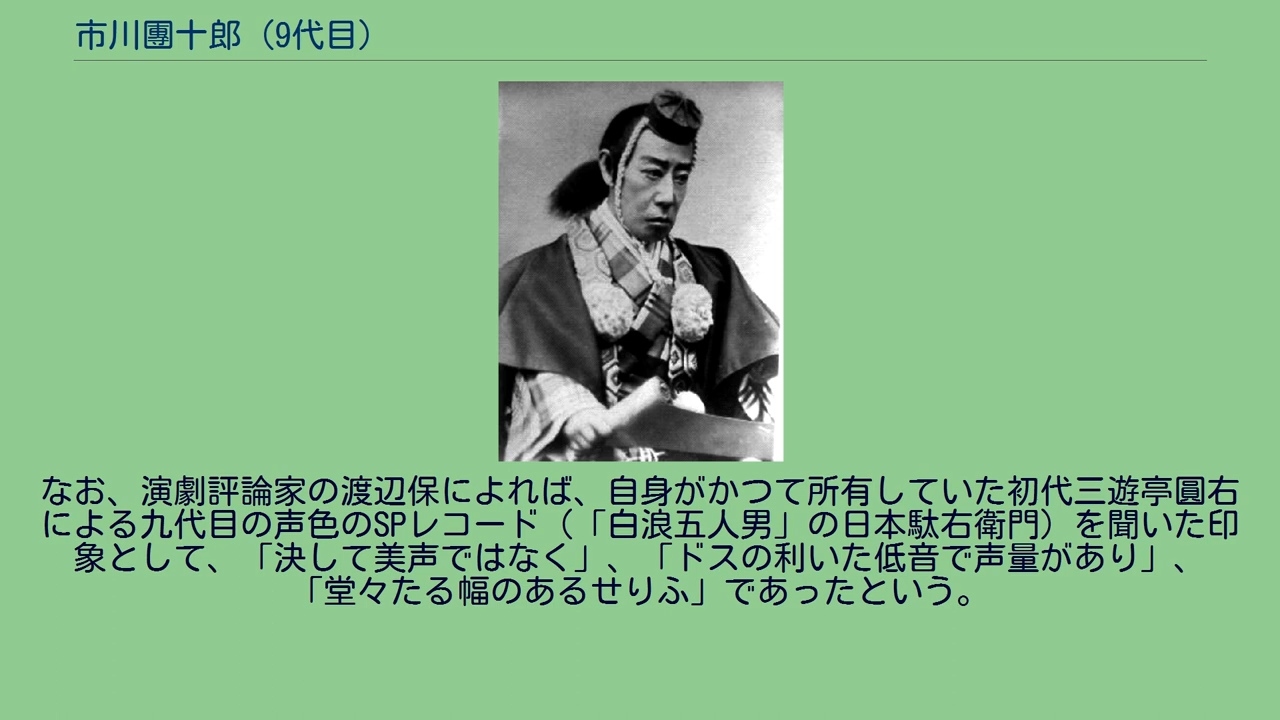 市川團十郎（9代目）
なお、演劇評論家の渡辺保によれば、自身がかつて所有していた初代三遊亭圓右
による九代目の声色のSPレコード（「白浪五人男」の日本駄右衛門）を聞いた印
象として、「決して美声ではなく」、「ドスの利いた低音で声量があり」、
「堂々たる幅のあるせりふ」であったという。